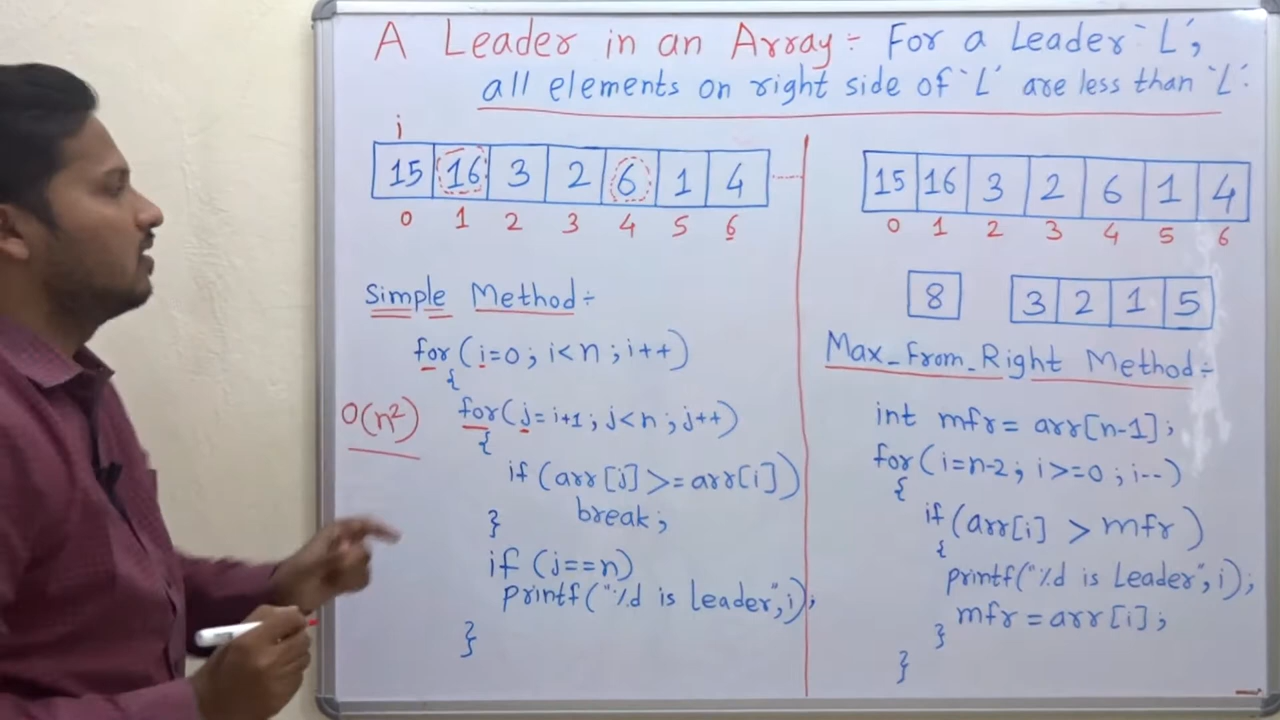 A Leader in an Array÷ For a Leader `L',
all elements on right side of `L' are less than `L'.
i
15 16 3 2 6 1 4
0 1 2 3 4 5 6
Simple Method÷
for(i=0; i<n; i++)
{
O(n²)
for(j=i+1; j<n; j++)
{
if (arr[j] >= arr[i])
break;
}
if (j==n)
printf("%d is leader", i);
}
15 16 3 2 6 1 4
0 1 2 3 4 5 6
8
3 2 1 5
Max_From_Right Method÷
int mfr = arr[n-1];
for(i=n-2; i>=0; i--)
{
if(arr[i] > mfr)
{
printf("%d is Leader", i);
mfr = arr[i];
}
}